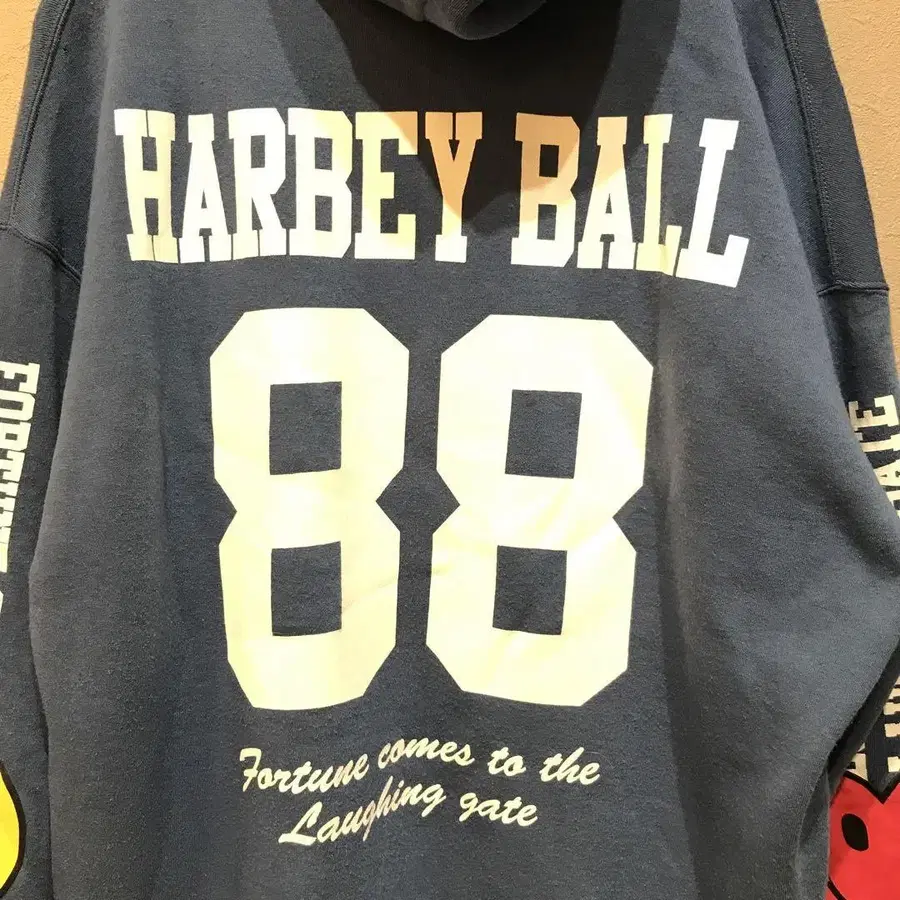 HARBEY BALL
88
Fortune comes to the
Laughing gate